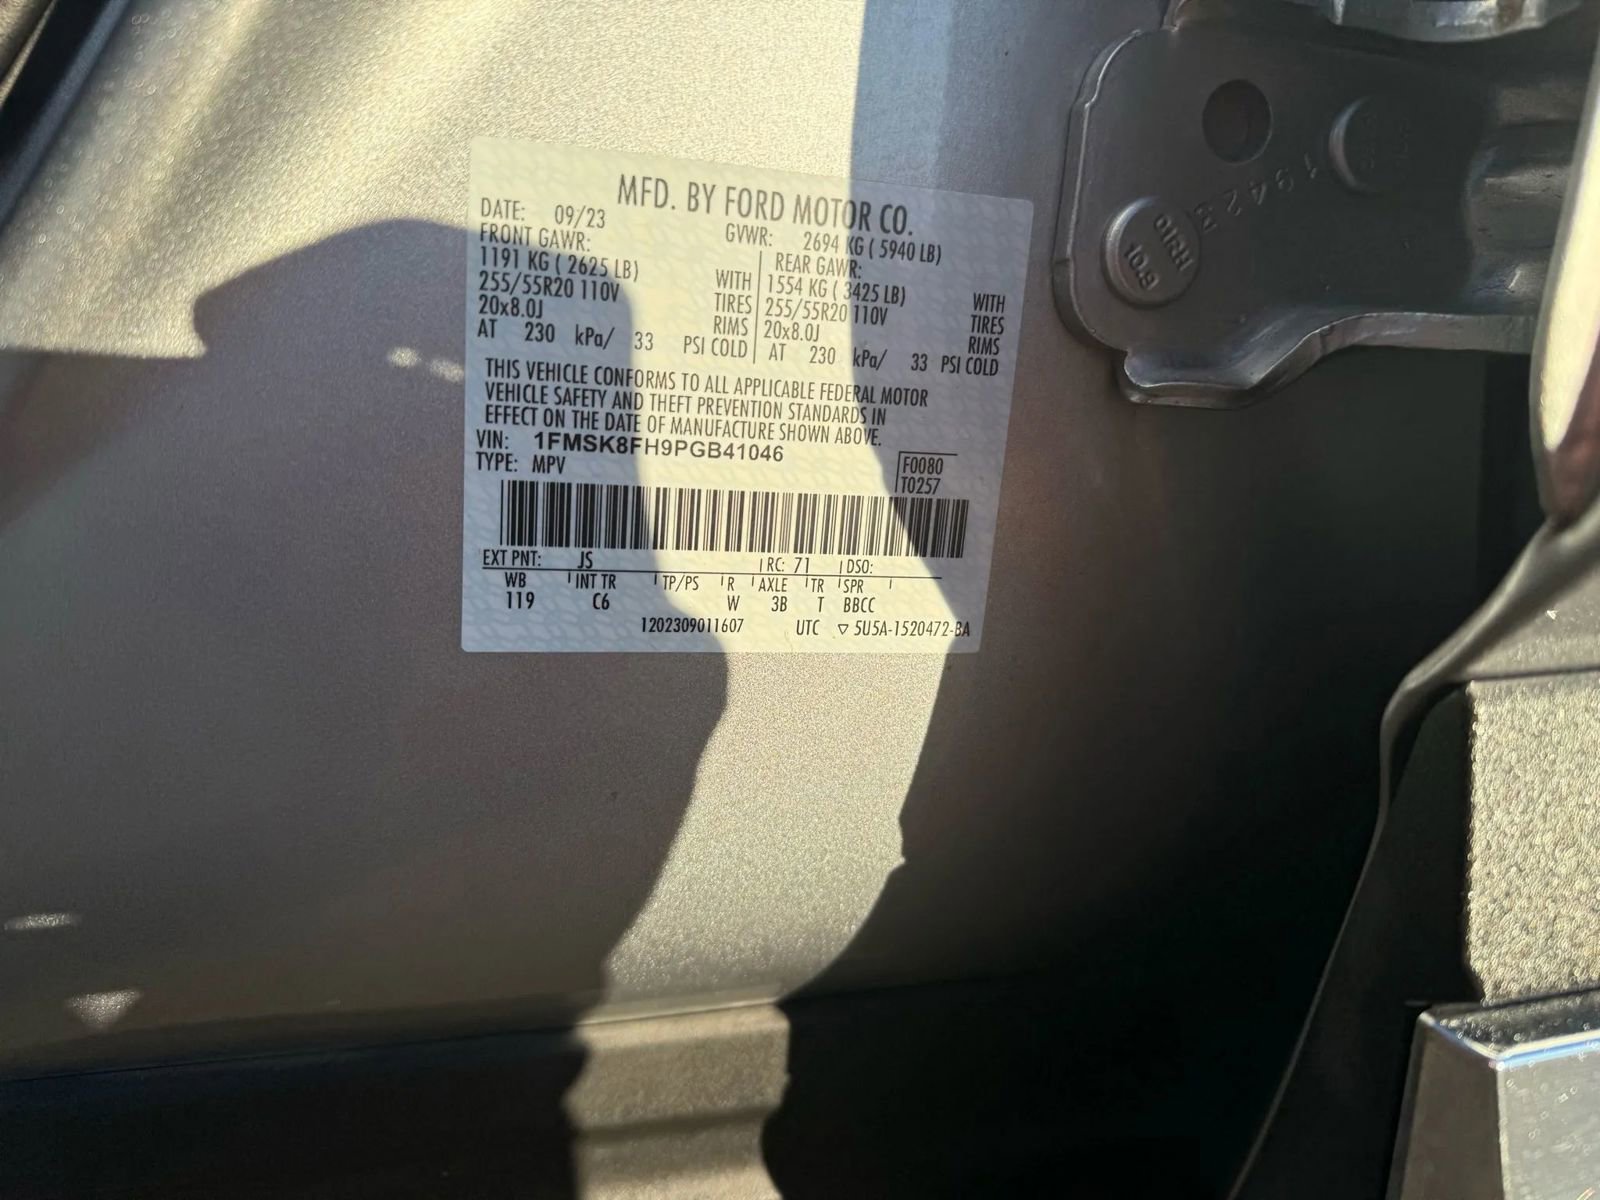 MFD. BY FORD MOTOR CO.
DATE: 09/23 GVWR: 2694 KG ( 5940 LB)
FRONT GAWR: REAR GAWR:
1191 KG ( 2625 LB) WITH 1554 KG ( 3425 LB) WITH
255/55R20 110V TIRES 255/55R20 110V TIRES
20x8.0J RIMS 20x8.0J RIMS
AT 230 kPa/ 33 PSI COLD AT 230 kPa/ 33 PSI COLD
THIS VEHICLE CONFORMS TO ALL APPLICABLE FEDERAL MOTOR
VEHICLE SAFETY AND THEFT PREVENTION STANDARDS IN
EFFECT ON THE DATE OF MANUFACTURE SHOWN ABOVE.
VIN: 1FMSK8FH9PGB41046
TYPE: MPV F0080
T0257
EXT PNT: JS RC: 71 DSO:
WB INT TR TP/PS R AXLE TR SPR
119 C6 W 3B T BBCC
1202309011607 UTC ▽ 5U5A-1520472-BA